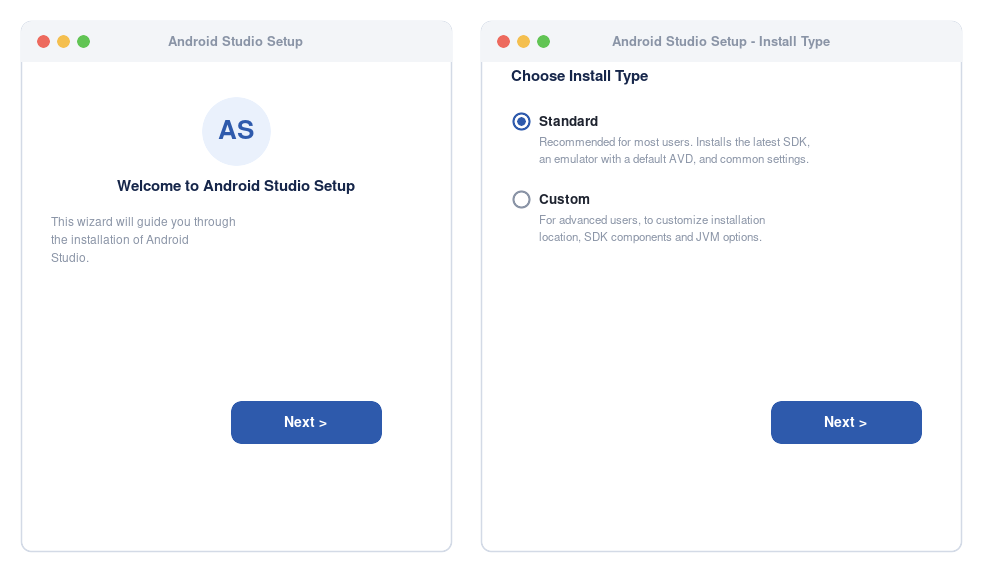 Android Studio Setup
AS
Welcome to Android Studio Setup
This wizard will guide you through
the installation of Android
Studio.
Next >
Android Studio Setup - Install Type
Choose Install Type
Standard
Recommended for most users. Installs the latest SDK,
an emulator with a default AVD, and common settings.
Custom
For advanced users, to customize installation
location, SDK components and JVM options.
Next >